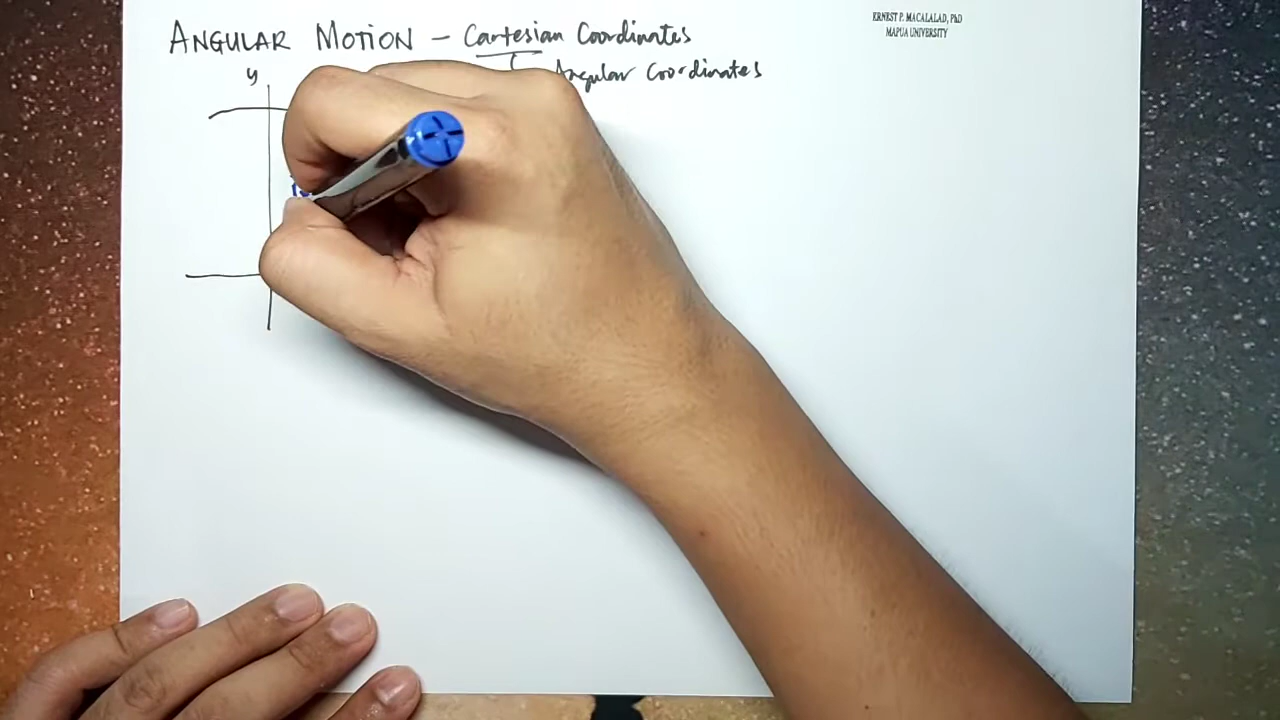 ANGULAR MOTION – Cartesian Coordinates
Angular Coordinates
y
ERNEST P. MACALALAD, PhD
MAPUA UNIVERSITY